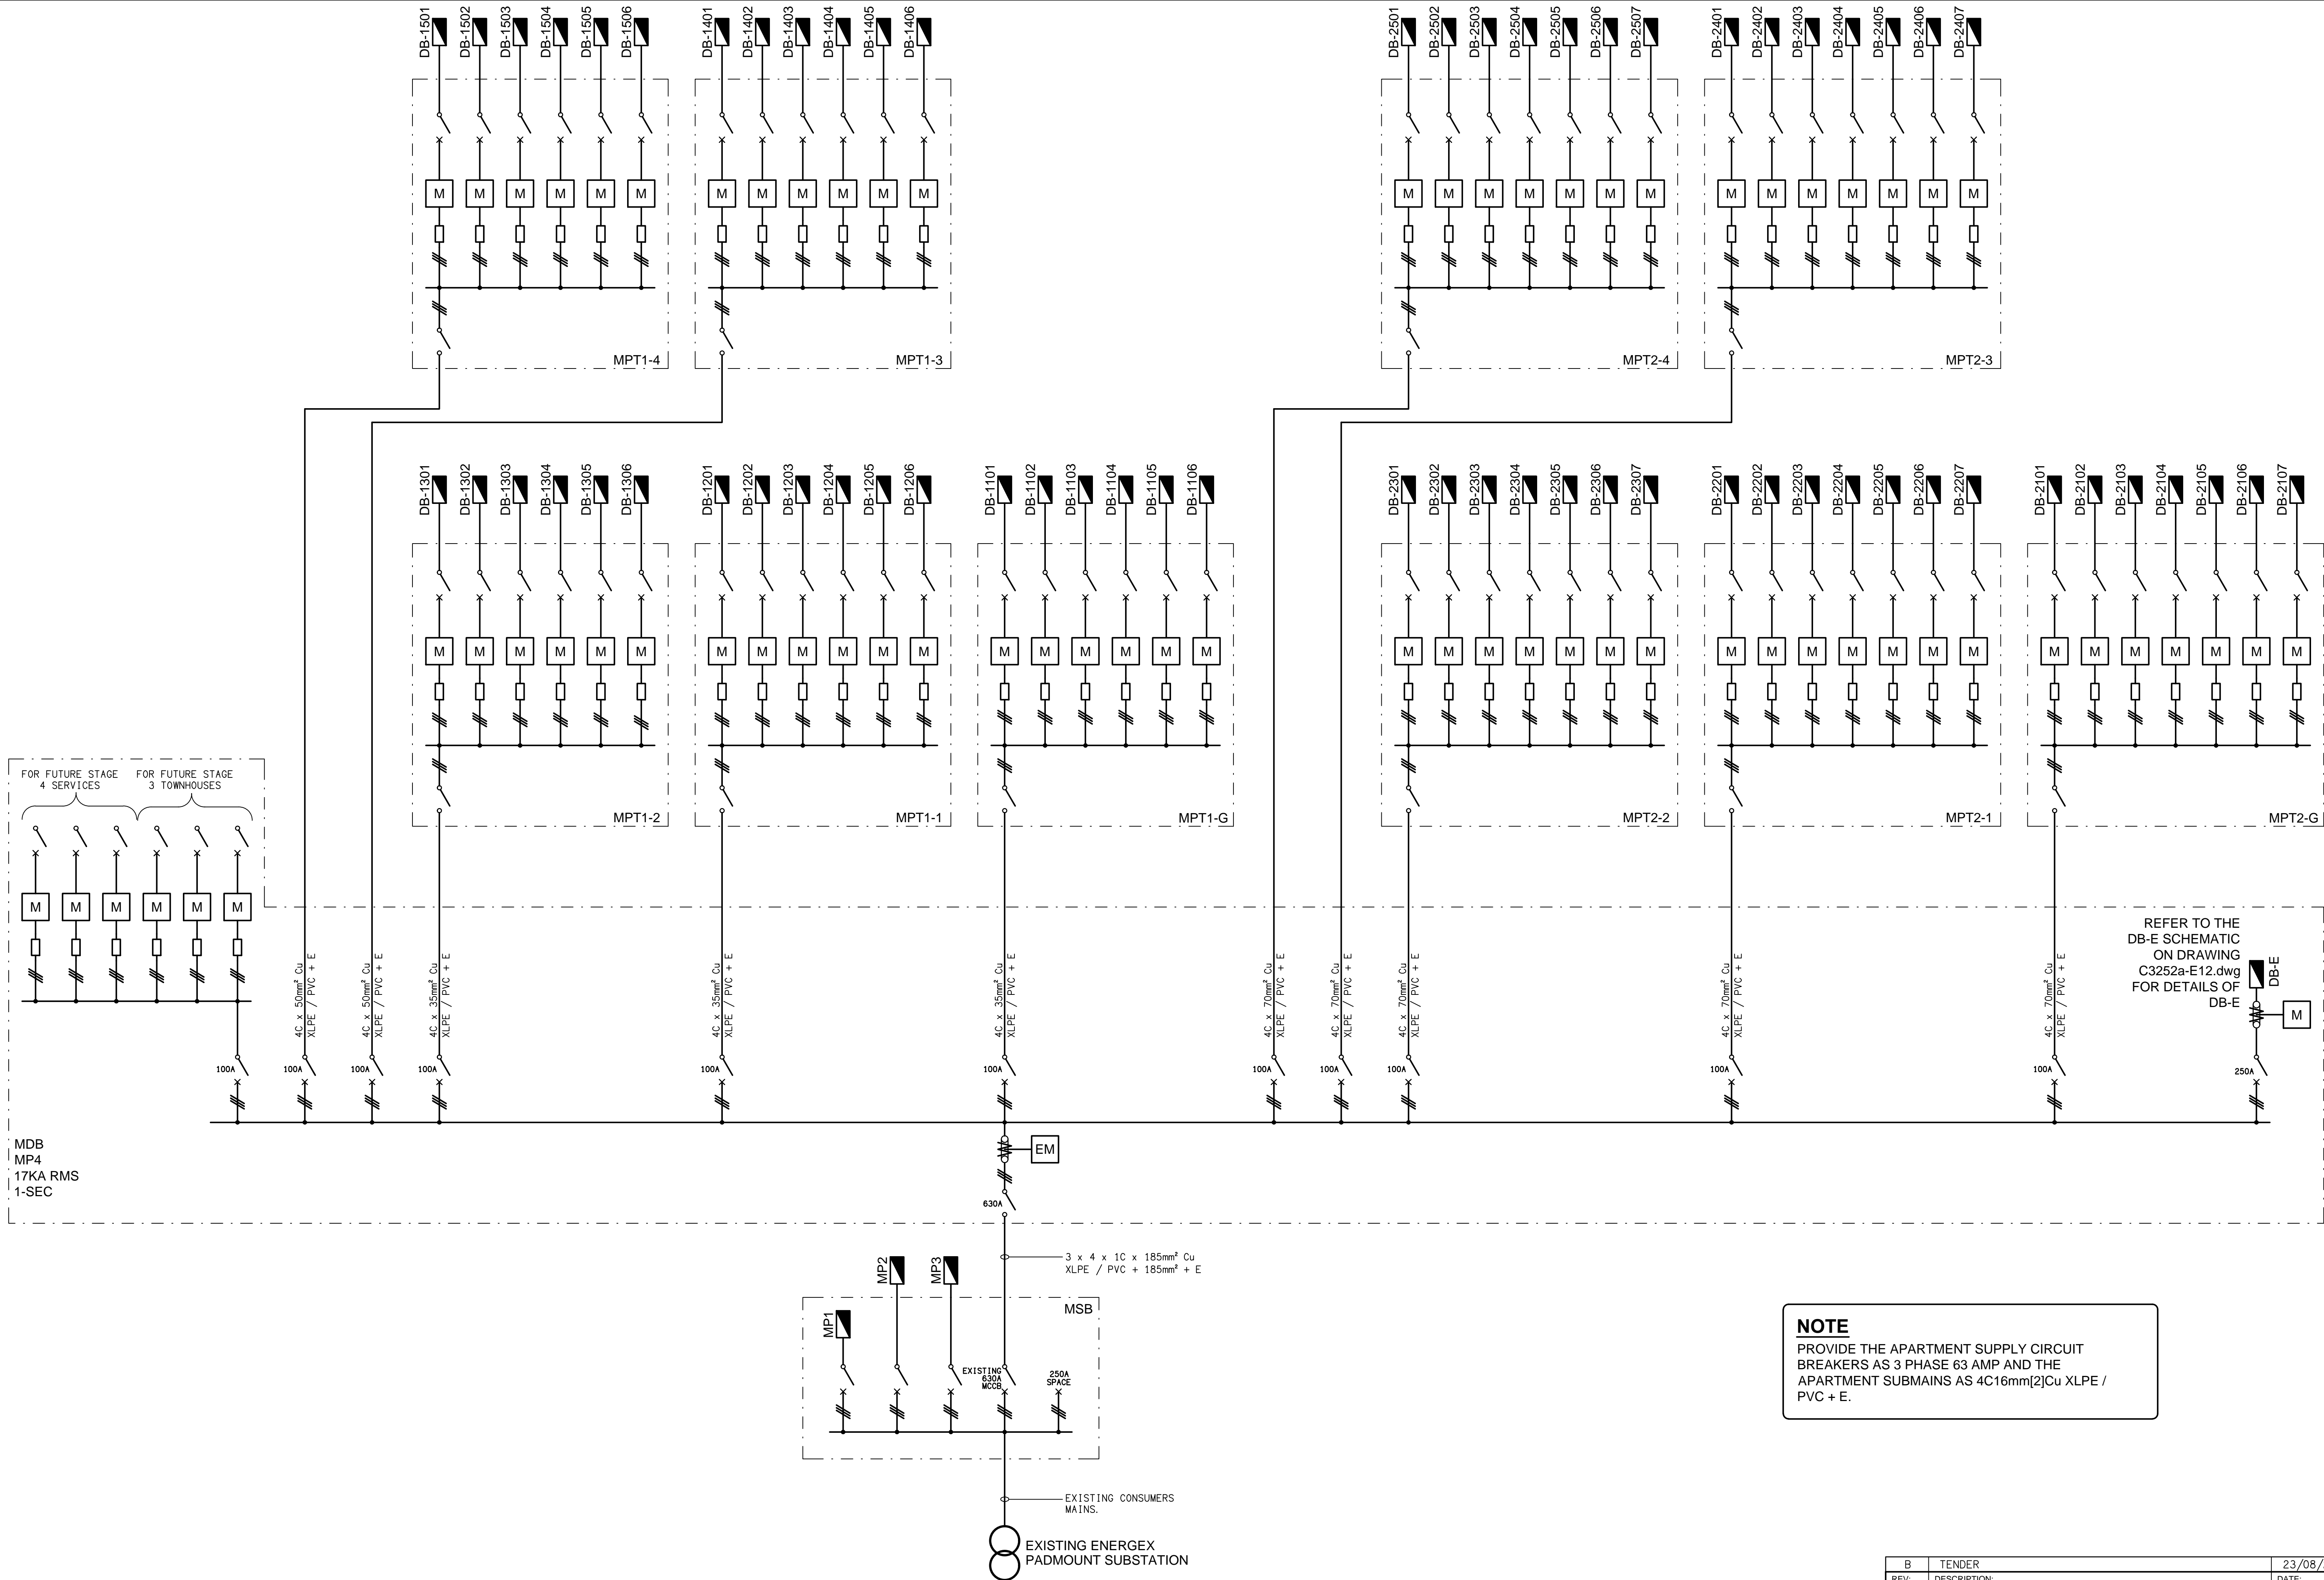 DB-1501
DB-1502
DB-1503
DB-1504
DB-1505
DB-1506
DB-1401
DB-1402
DB-1403
DB-1404
DB-1405
DB-1406
DB-2501
DB-2502
DB-2503
DB-2504
DB-2505
DB-2506
DB-2507
DB-2401
DB-2402
DB-2403
DB-2404
DB-2405
DB-2406
DB-2407
M M M M M M
M M M M M M
M M M M M M M
M M M M M M M
MPT1-4
MPT1-3
MPT2-4
MPT2-3
DB-1301
DB-1302
DB-1303
DB-1304
DB-1305
DB-1306
DB-1201
DB-1202
DB-1203
DB-1204
DB-1205
DB-1206
DB-1101
DB-1102
DB-1103
DB-1104
DB-1105
DB-1106
DB-2301
DB-2302
DB-2303
DB-2304
DB-2305
DB-2306
DB-2307
DB-2201
DB-2202
DB-2203
DB-2204
DB-2205
DB-2206
DB-2207
DB-2101
DB-2102
DB-2103
DB-2104
DB-2105
DB-2106
DB-2107
M M M M M M
M M M M M M
M M M M M M
M M M M M M M
M M M M M M M
M M M M M M M
MPT1-2
MPT1-1
MPT1-G
MPT2-2
MPT2-1
MPT2-G
FOR FUTURE STAGE
4 SERVICES
FOR FUTURE STAGE
3 TOWNHOUSES
M M M M M M
4C x 50mm² Cu
XLPE / PVC + E
4C x 50mm² Cu
XLPE / PVC + E
4C x 35mm² Cu
XLPE / PVC + E
4C x 35mm² Cu
XLPE / PVC + E
4C x 35mm² Cu
XLPE / PVC + E
4C x 70mm² Cu
XLPE / PVC + E
4C x 70mm² Cu
XLPE / PVC + E
4C x 70mm² Cu
XLPE / PVC + E
4C x 70mm² Cu
XLPE / PVC + E
4C x 70mm² Cu
XLPE / PVC + E
REFER TO THE
DB-E SCHEMATIC
ON DRAWING
C3252a-E12.dwg
FOR DETAILS OF
DB-E
DB-E
M
100A
100A
100A
100A
100A
100A
100A
100A
100A
100A
100A
250A
MDB
MP4
17KA RMS
1-SEC
EM
630A
3 x 4 x 1C x 185mm² Cu
XLPE / PVC + 185mm² + E
MP1
MP2
MP3
MSB
EXISTING
630A
MCCB
250A
SPACE
EXISTING CONSUMERS
MAINS.
EXISTING ENERGEX
PADMOUNT SUBSTATION
NOTE
PROVIDE THE APARTMENT SUPPLY CIRCUIT
BREAKERS AS 3 PHASE 63 AMP AND THE
APARTMENT SUBMAINS AS 4C16mm[2]Cu XLPE /
PVC + E.
B TENDER 23/08/
REV: DESCRIPTION: DATE: